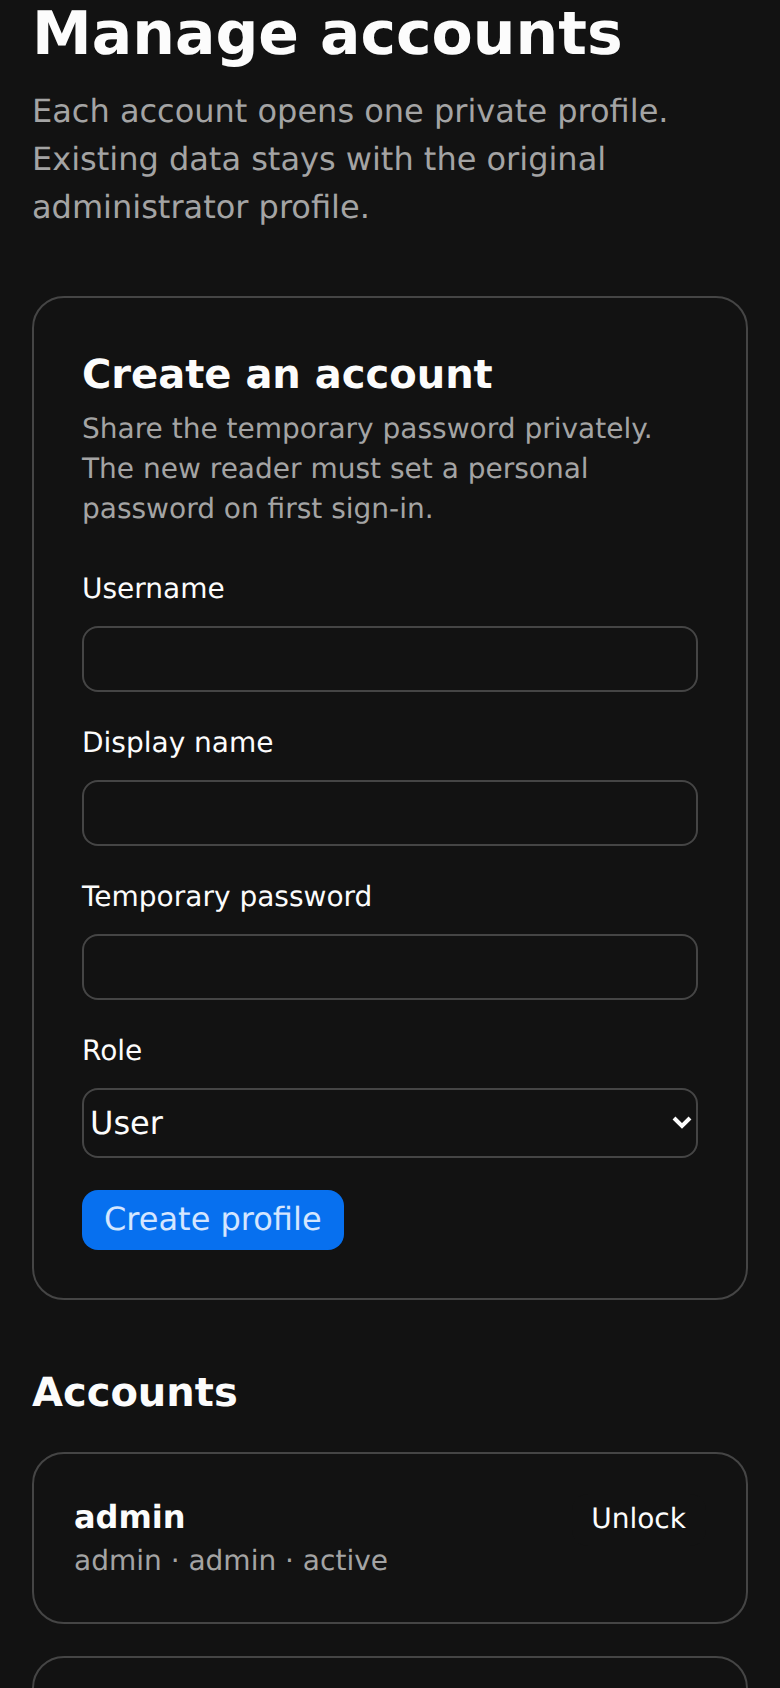 Manage accounts
Each account opens one private profile.
Existing data stays with the original
administrator profile.
Create an account
Share the temporary password privately.
The new reader must set a personal
password on first sign-in.
Username
Display name
Temporary password
Role
User
Create profile
Accounts
admin
Unlock
admin · admin · active